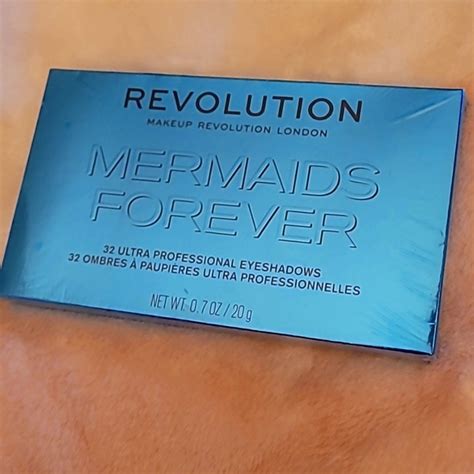 REVOLUTION
MAKEUP REVOLUTION LONDON
MERMAIDS
FOREVER
32 ULTRA PROFESSIONAL EYESHADOWS
32 OMBRES À PAUPIÈRES ULTRA PROFESSIONNELLES
NET WT. 0.7 OZ / 20 g